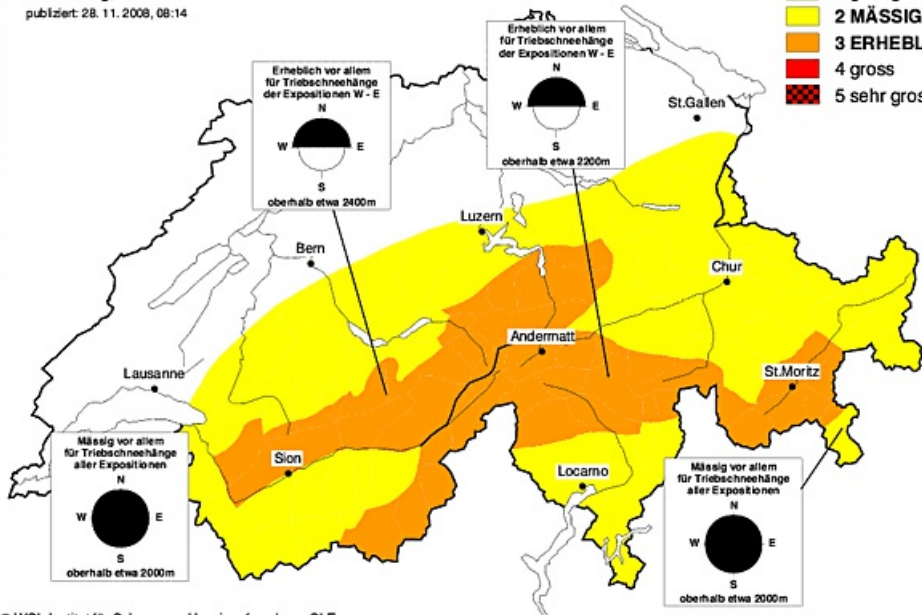 publiziert: 28. 11. 2008, 08:14
2 MÄSSIG
3 ERHEBL
4 gross
5 sehr gros
Erheblich vor allem
für Triebschneehänge
der Expositionen W - E
N
W E
S
oberhalb etwa 2400m
Erheblich vor allem
für Triebschneehänge
der Expositionen W - E
N
W E
S
oberhalb etwa 2200m
St.Gallen
Luzern
Bern
Chur
Andermatt
Lausanne
St.Moritz
Sion
Locarno
Mässig vor allem
für Triebschneehänge
aller Expositionen
N
W E
S
oberhalb etwa 2000m
Mässig vor allem
für Triebschneehänge
aller Expositionen
N
W E
S
oberhalb etwa 2000m